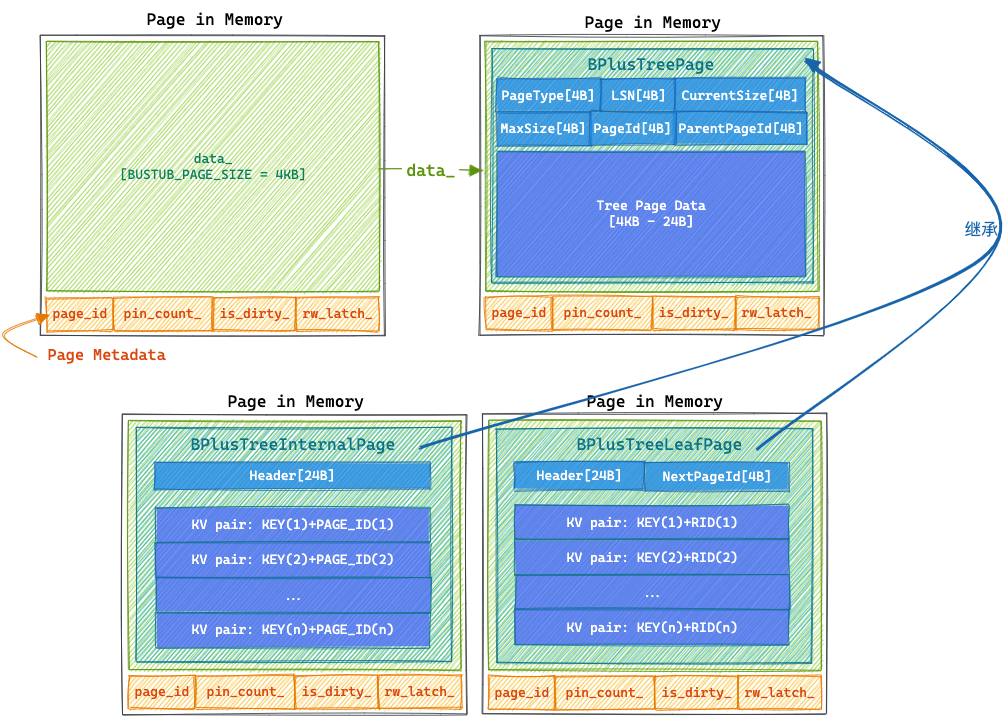 Page in Memory
data_
[BUSTUB_PAGE_SIZE = 4KB]
page_id
pin_count_
is_dirty_
rw_latch_
Page Metadata
data_
Page in Memory
BPlusTreePage
PageType[4B]
LSN[4B]
CurrentSize[4B]
MaxSize[4B]
PageId[4B]
ParentPageId[4B]
Tree Page Data
[4KB - 24B]
page_id
pin_count_
is_dirty_
rw_latch_
继承
Page in Memory
BPlusTreeInternalPage
Header[24B]
KV pair: KEY(1)+PAGE_ID(1)
KV pair: KEY(2)+PAGE_ID(2)
...
KV pair: KEY(n)+PAGE_ID(n)
page_id
pin_count_
is_dirty_
rw_latch_
Page in Memory
BPlusTreeLeafPage
Header[24B]
NextPageId[4B]
KV pair: KEY(1)+RID(1)
KV pair: KEY(2)+RID(2)
...
KV pair: KEY(n)+RID(n)
page_id
pin_count_
is_dirty_
rw_latch_